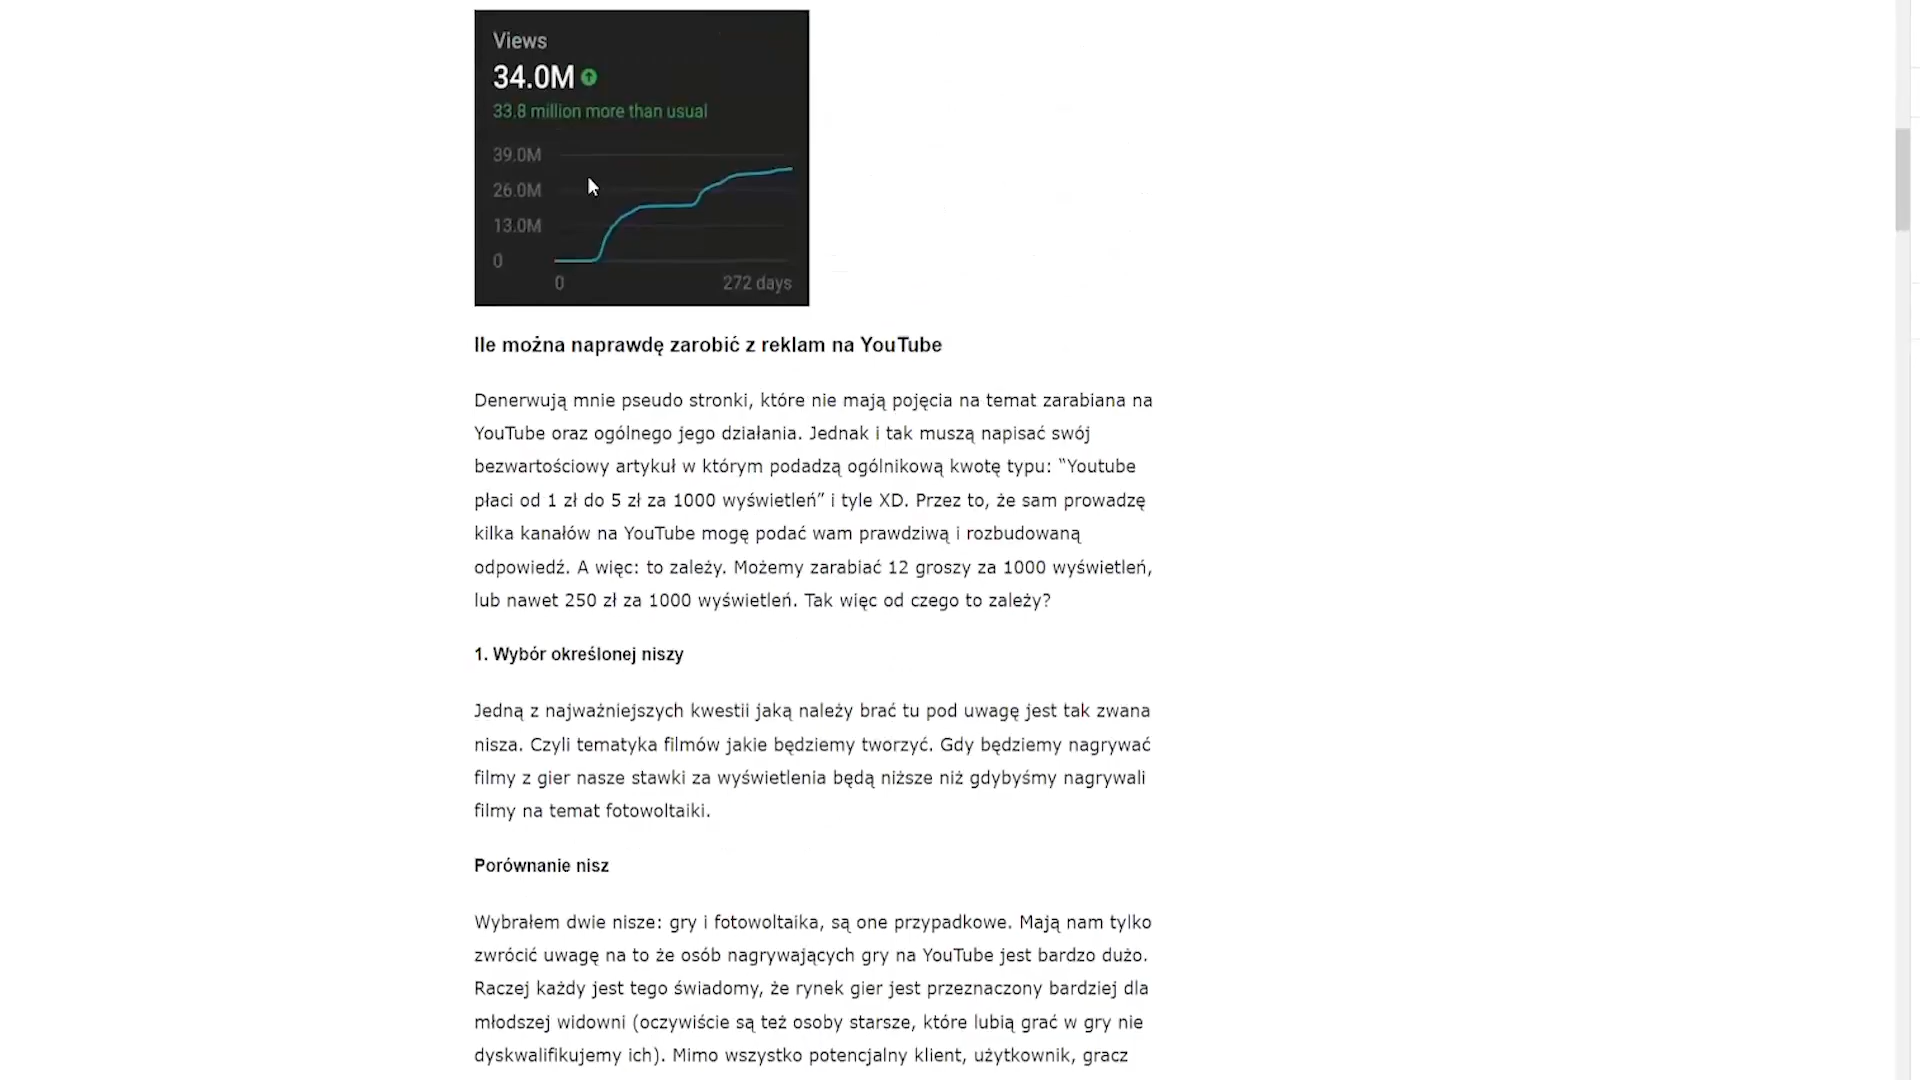 Views
34.0M
33.8 million more than usual
39.0M
26.0M
13.0M
0
0 272 days
Ile można naprawdę zarobić z reklam na YouTube
Denerwują mnie pseudo stronki, które nie mają pojęcia na temat zarabiana na
YouTube oraz ogólnego jego działania. Jednak i tak muszą napisać swój
bezwartościowy artykuł w którym podadzą ogólnikową kwotę typu: “Youtube
płaci od 1 zł do 5 zł za 1000 wyświetleń” i tyle XD. Przez to, że sam prowadzę
kilka kanałów na YouTube mogę podać wam prawdziwą i rozbudowaną
odpowiedź. A więc: to zależy. Możemy zarabiać 12 groszy za 1000 wyświetleń,
lub nawet 250 zł za 1000 wyświetleń. Tak więc od czego to zależy?
1. Wybór określonej niszy
Jedną z najważniejszych kwestii jaką należy brać tu pod uwagę jest tak zwana
nisza. Czyli tematyka filmów jakie będziemy tworzyć. Gdy będziemy nagrywać
filmy z gier nasze stawki za wyświetlenia będą niższe niż gdybyśmy nagrywali
filmy na temat fotowoltaiki.
Porównanie nisz
Wybrałem dwie nisze: gry i fotowoltaika, są one przypadkowe. Mają nam tylko
zwrócić uwagę na to że osób nagrywających gry na YouTube jest bardzo dużo.
Raczej każdy jest tego świadomy, że rynek gier jest przeznaczony bardziej dla
młodszej widowni (oczywiście są też osoby starsze, które lubią grać w gry nie
dyskwalifikujemy ich). Mimo wszystko potencjalny klient, użytkownik, gracz